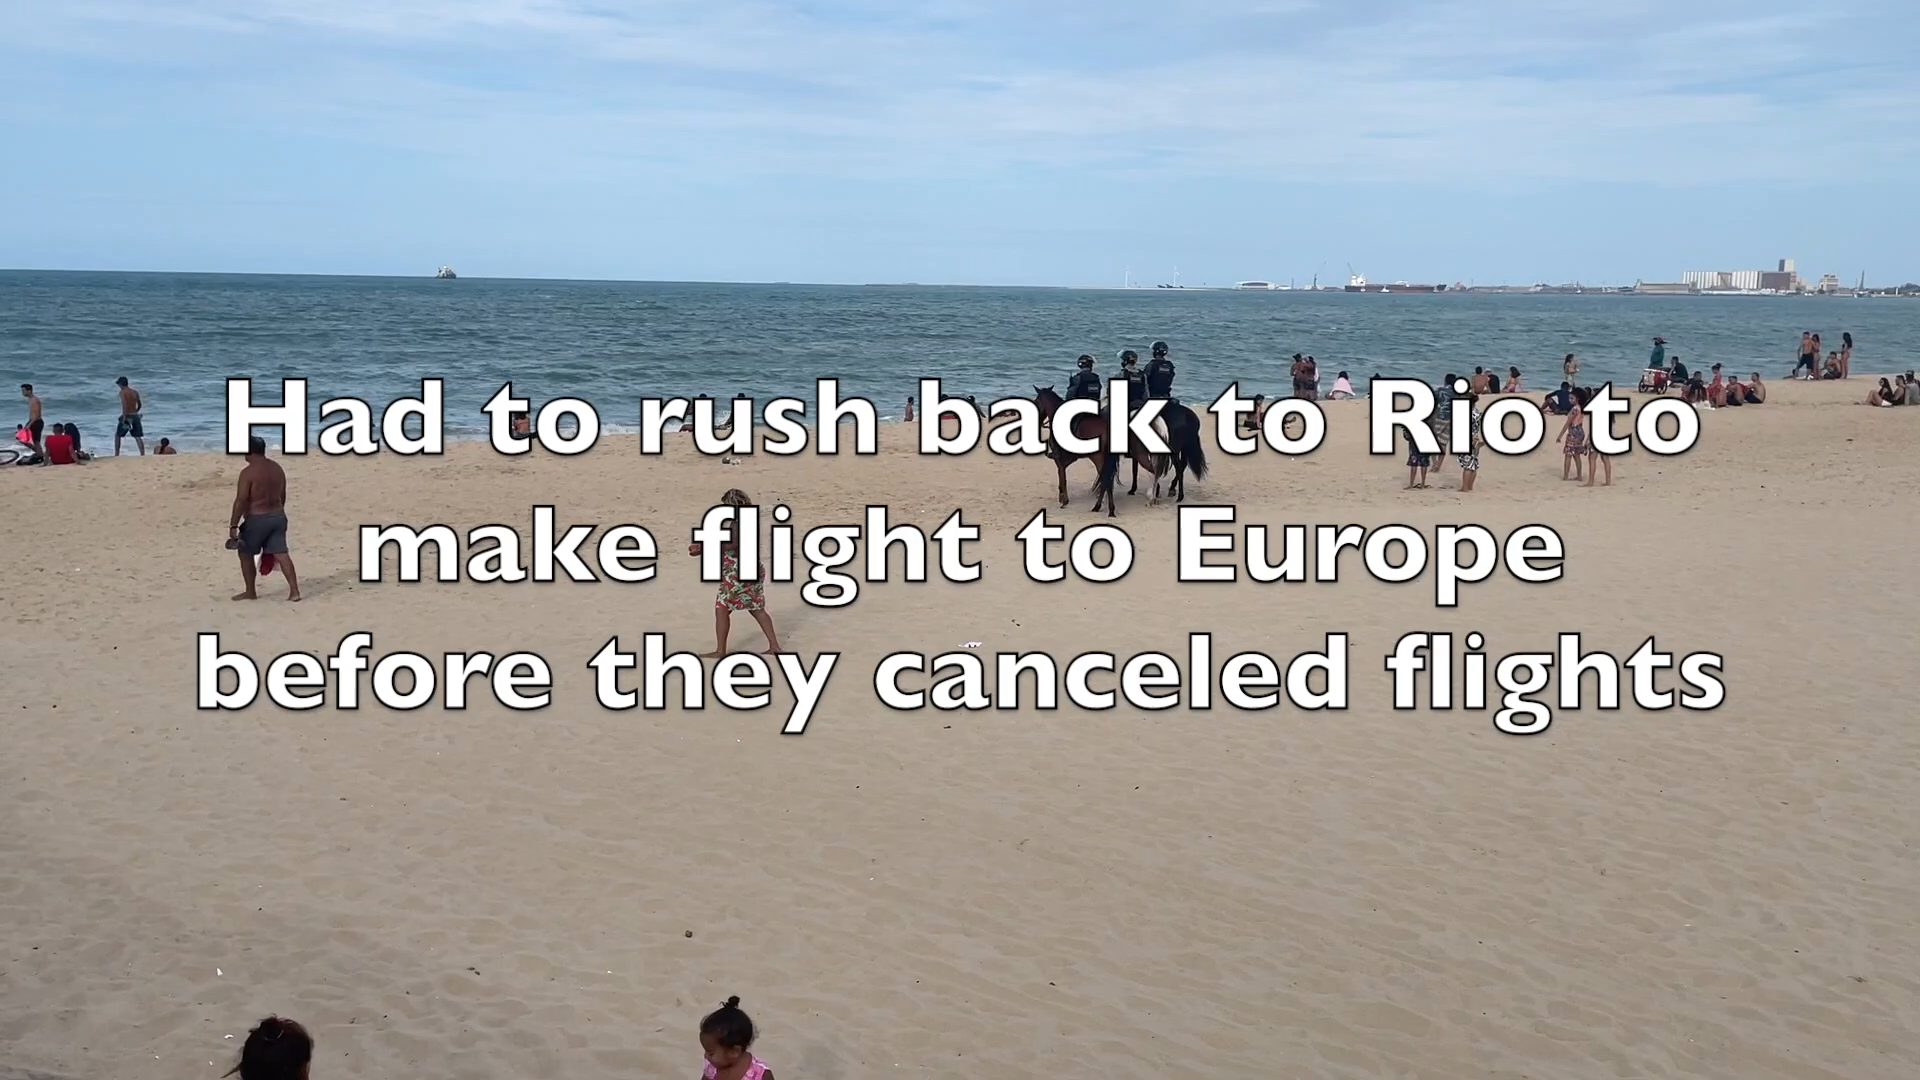 Had to rush back to Rio to
make flight to Europe
before they canceled flights